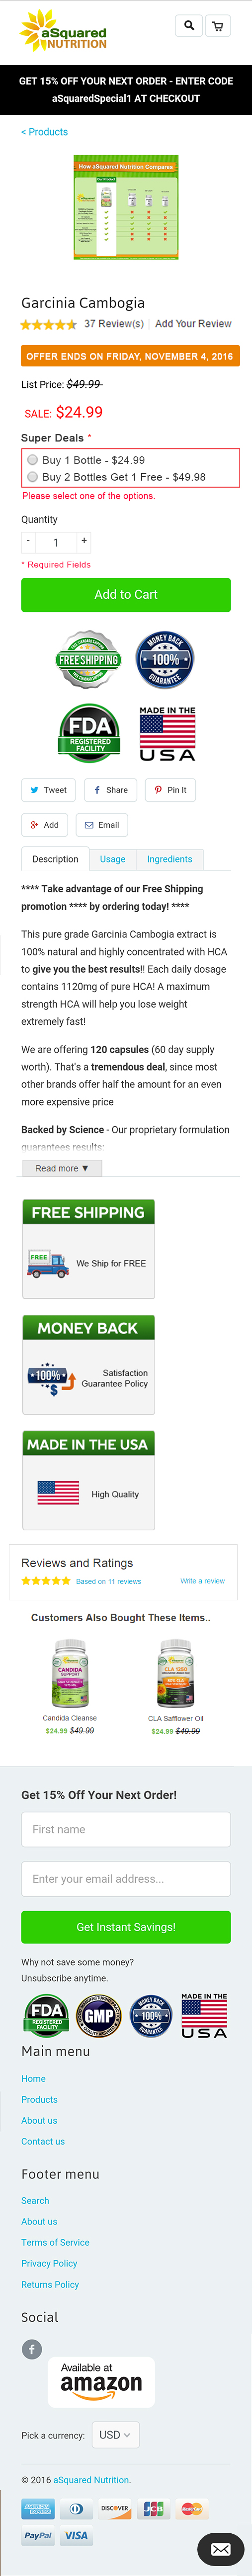 aSquared
NUTRITION
GET 15% OFF YOUR NEXT ORDER - ENTER CODE
aSquaredSpecial1 AT CHECKOUT
< Products
How aSquared Nutrition Compares
Garcinia Cambogia
37 Review(s) | Add Your Review
OFFER ENDS ON FRIDAY, NOVEMBER 4, 2016
List Price: $49.99
SALE: $24.99
Super Deals *
Buy 1 Bottle - $24.99
Buy 2 Bottles Get 1 Free - $49.98
Please select one of the options.
Quantity
- 1 +
* Required Fields
Add to Cart
FREE SHIPPING
MONEY BACK
100%
GUARANTEE
FDA
REGISTERED
FACILITY
MADE IN THE
USA
Tweet
Share
Pin It
Add
Email
Description
Usage
Ingredients
**** Take advantage of our Free Shipping
promotion **** by ordering today! ****
This pure grade Garcinia Cambogia extract is
100% natural and highly concentrated with HCA
to give you the best results!! Each daily dosage
contains 1120mg of pure HCA! A maximum
strength HCA will help you lose weight
extremely fast!
We are offering 120 capsules (60 day supply
worth). That's a tremendous deal, since most
other brands offer half the amount for an even
more expensive price
Backed by Science - Our proprietary formulation
guarantees results:
Read more ▼
FREE SHIPPING
FREE
We Ship for FREE
MONEY BACK
100%
Satisfaction
Guarantee Policy
MADE IN THE USA
High Quality
Reviews and Ratings
Based on 11 reviews
Write a review
Customers Also Bought These Items..
CANDIDA
SUPPORT
CLA 1250
Candida Cleanse
$24.99 $49.99
CLA Safflower Oil
$24.99 $49.99
Get 15% Off Your Next Order!
First name
Enter your email address...
Get Instant Savings!
Why not save some money?
Unsubscribe anytime.
FDA
REGISTERED
FACILITY
GMP
MONEY BACK
100%
GUARANTEE
MADE IN THE
USA
Main menu
Home
Products
About us
Contact us
Footer menu
Search
About us
Terms of Service
Privacy Policy
Returns Policy
Social
Available at
amazon
Pick a currency: USD
© 2016 aSquared Nutrition.
AMERICAN EXPRESS
DISCOVER
JCB
MasterCard
PayPal
VISA